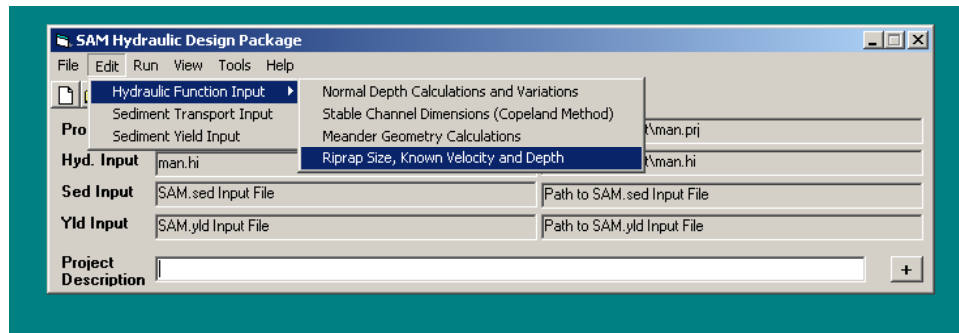 SAM Hydraulic Design Package
File Edit Run View Tools Help
Hydraulic Function Input
Sediment Transport Input
Sediment Yield Input
Normal Depth Calculations and Variations
Stable Channel Dimensions (Copeland Method)
Meander Geometry Calculations
Riprap Size, Known Velocity and Depth
Pro
t\man.prj
Hyd. Input man.hi t\man.hi
Sed Input SAM.sed Input File Path to SAM.sed Input File
Yld Input SAM.yld Input File Path to SAM.yld Input File
Project
Description +